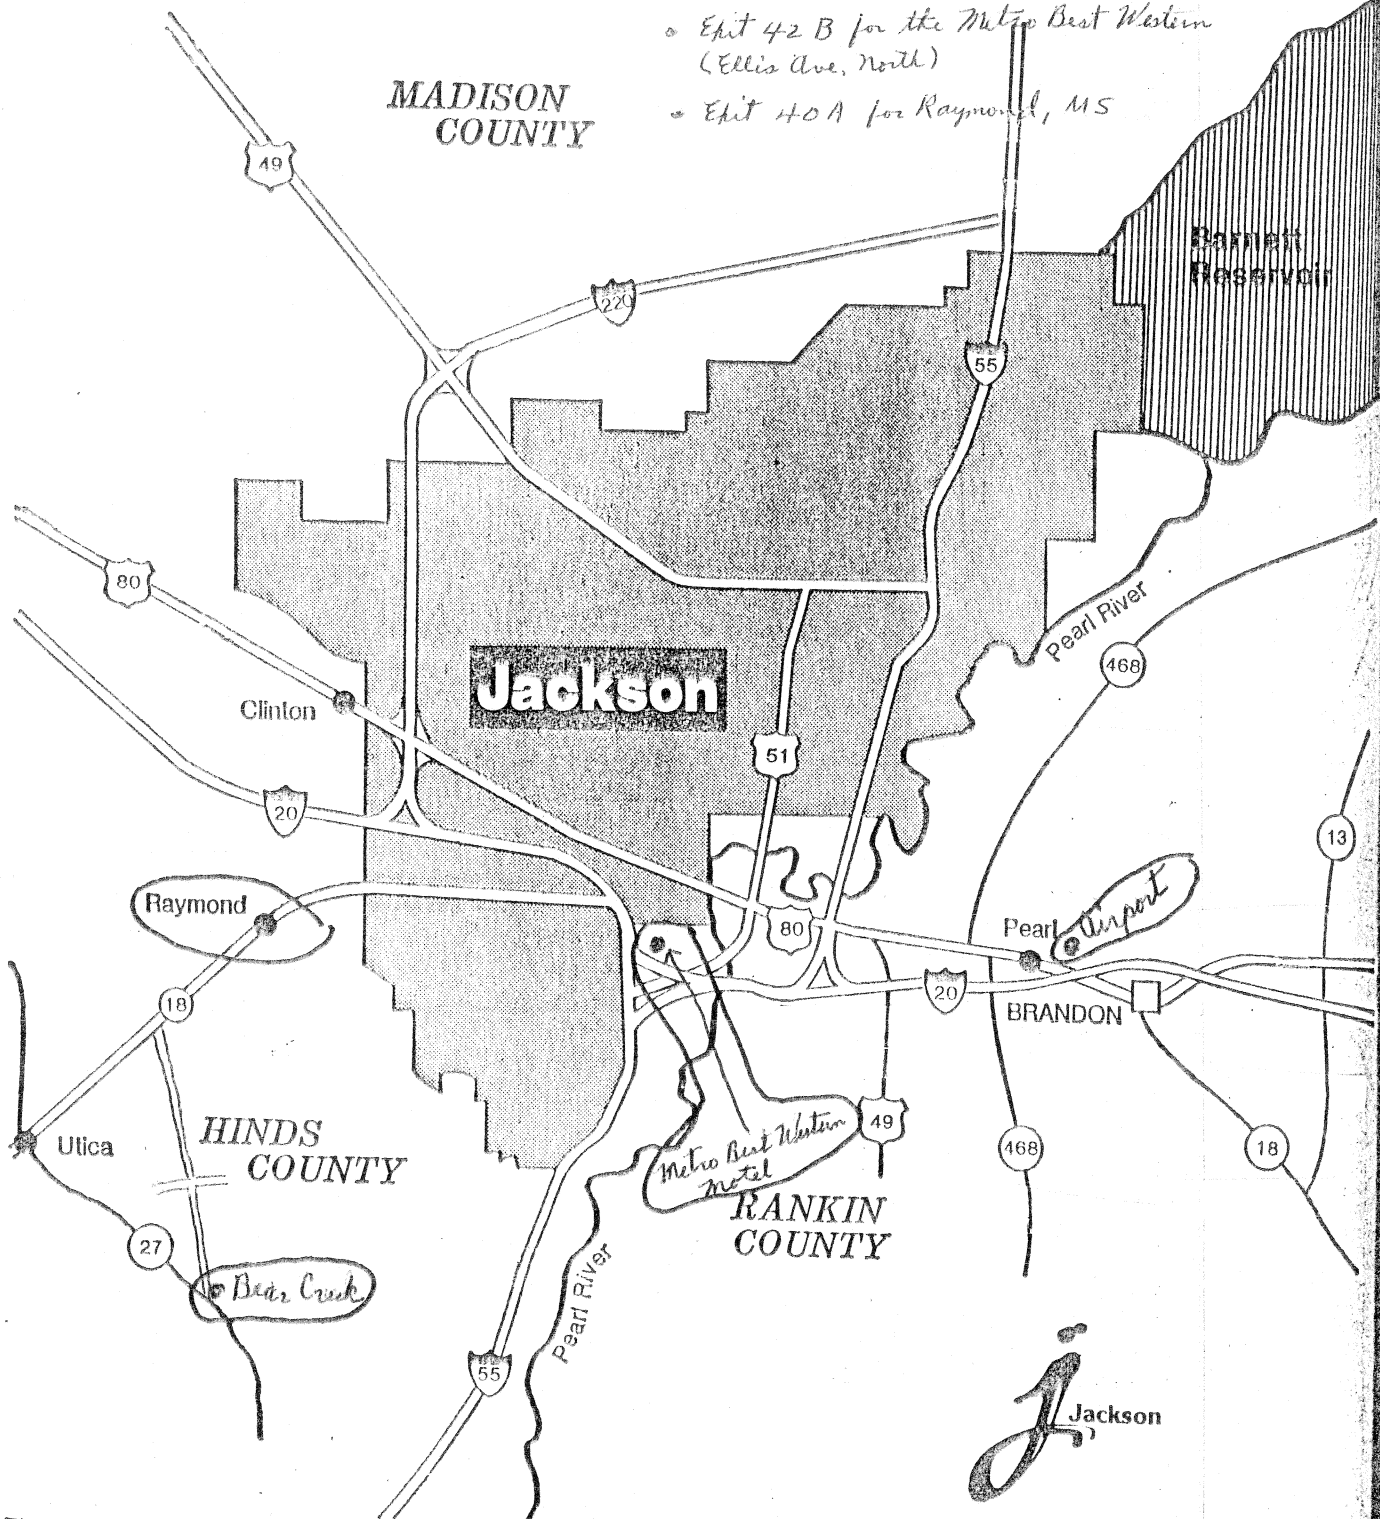 • Exit 42 B for the Metro Best Western
(Ellis Ave, North)
• Exit 40A for Raymond, MS
MADISON
COUNTY
49
220
Barnett
Reservoir
55
80
Pearl River
468
Jackson
Clinton
51
20
13
Raymond
80
Pearl
Airport
18
20
BRANDON
Utica
HINDS
COUNTY
49
468
18
Metro Best Western
Motel
RANKIN
COUNTY
27
Bear Creek
Pearl River
55
j
Jackson